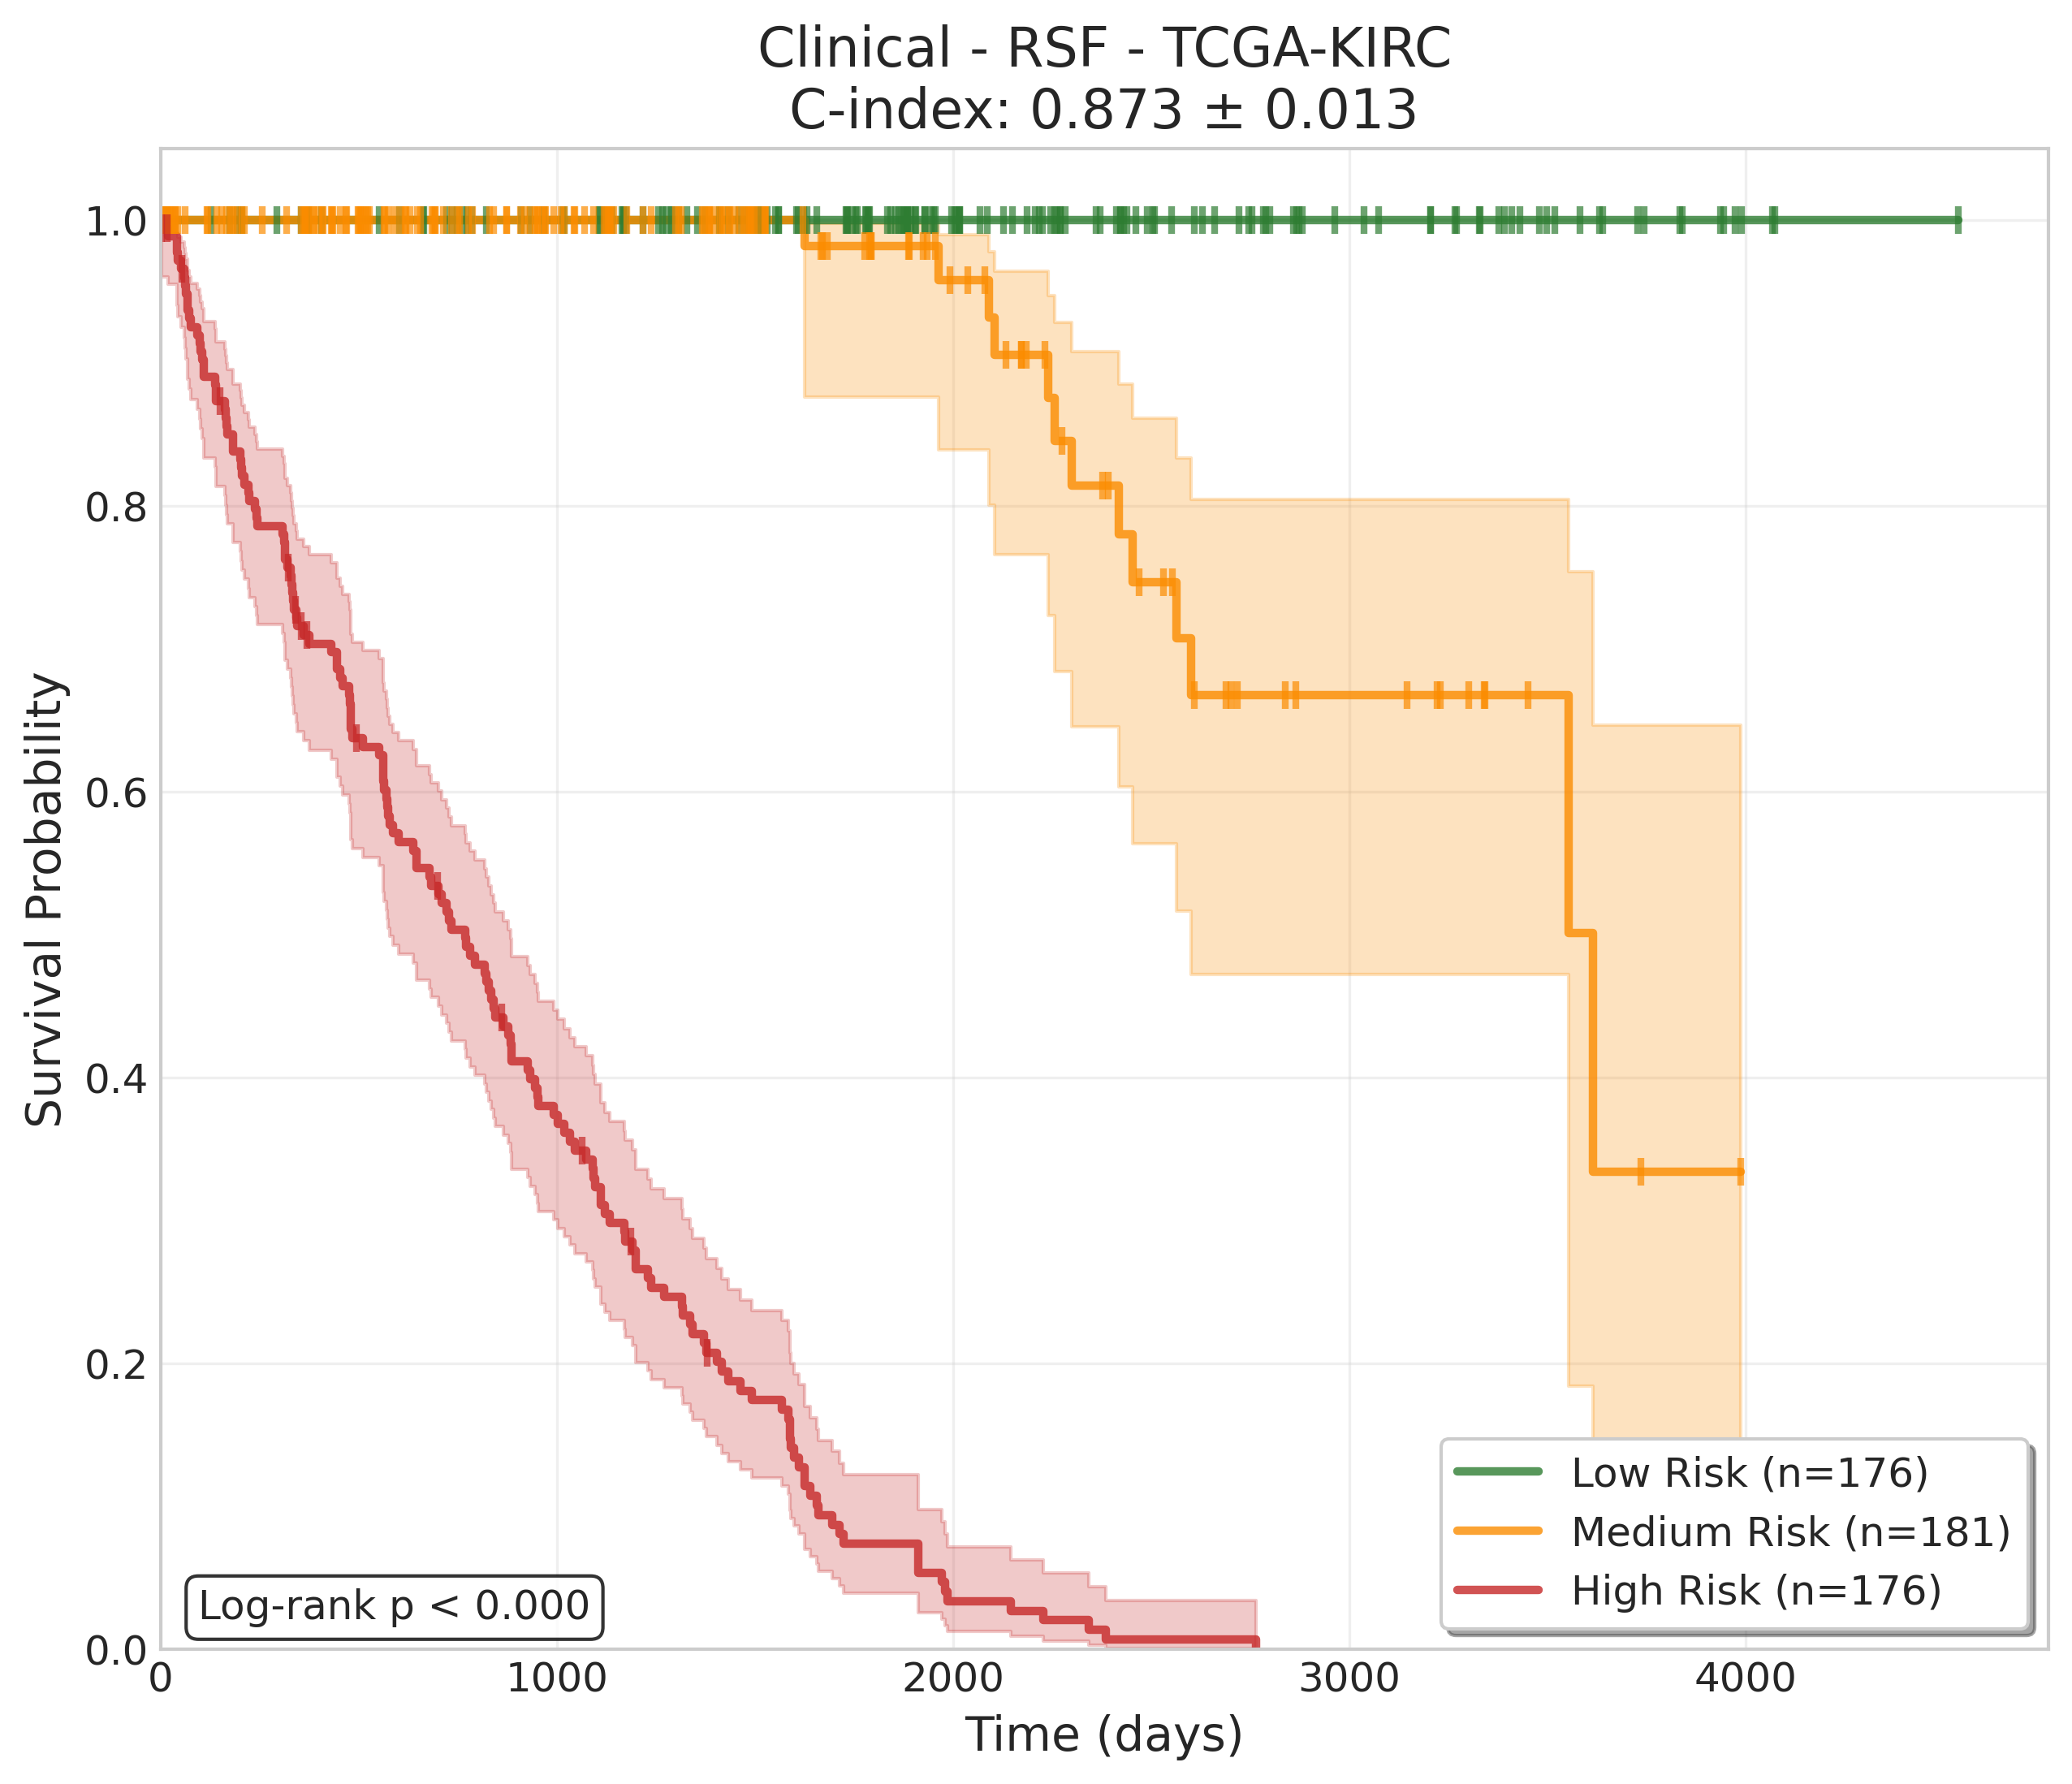 Clinical - RSF - TCGA-KIRC
C-index: 0.873 ± 0.013
Survival Probability
1.0
0.8
0.6
0.4
0.2
0.0
Log-rank p < 0.000
Low Risk (n=176)
Medium Risk (n=181)
High Risk (n=176)
0 1000 2000 3000 4000
Time (days)